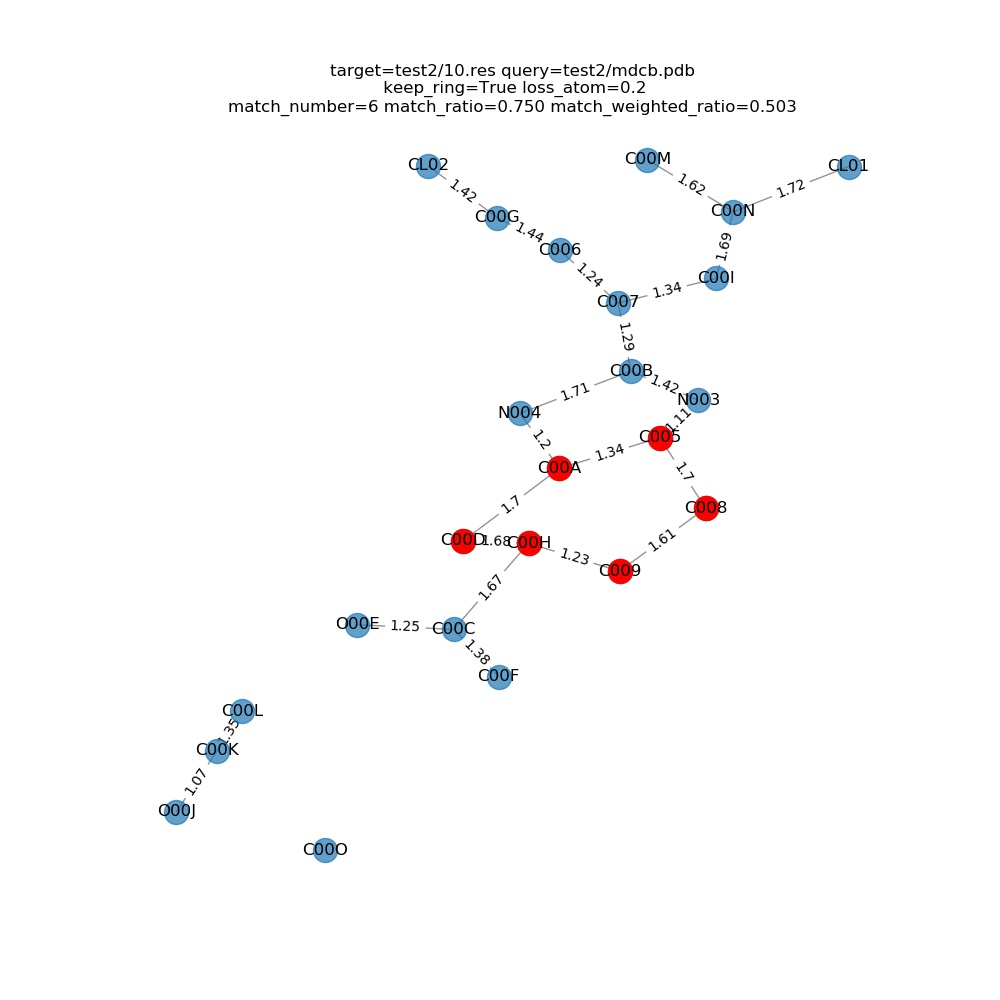 target=test2/10.res query=test2/mdcb.pdb
keep_ring=True loss_atom=0.2
match_number=6 match_ratio=0.750 match_weighted_ratio=0.503
C00M
CL02
CL01
1.62
1.72
1.42
C00N
C00G
1.44
1.69
C006
1.24
C00I
1.34
C007
1.29
C00B
1.42
1.71
N003
N004
1.11
C005
1.2
1.34
C00A
1.7
1.7
C008
C00D
1.68
C00H
1.61
1.23
C009
1.67
O00E
1.25
C00C
1.38
C00F
C00L
1.35
C00K
1.07
O00J
C00O